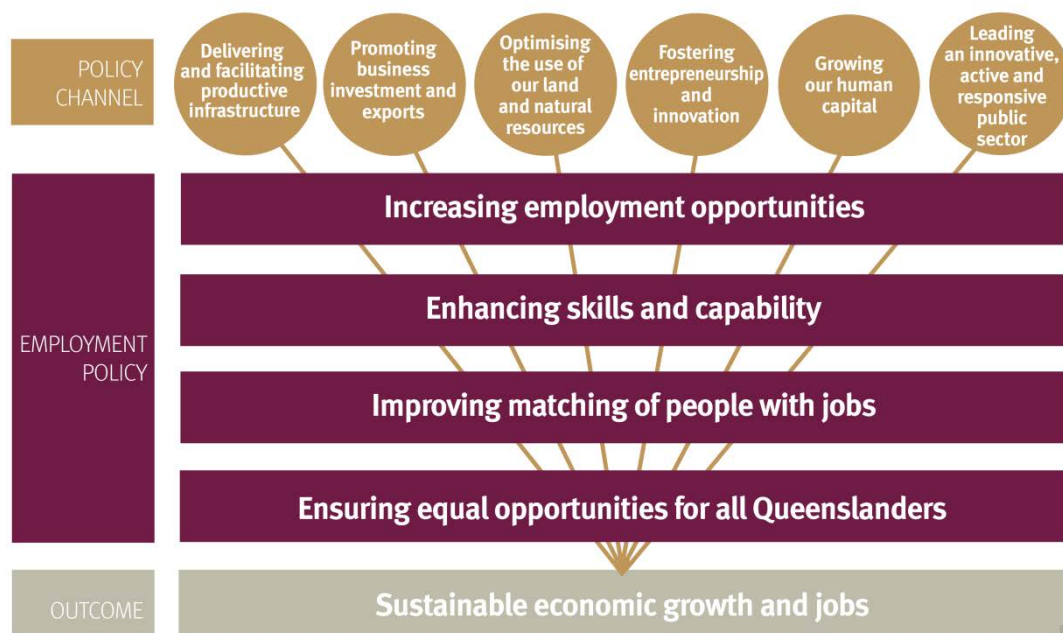 POLICY
CHANNEL
Delivering
and facilitating
productive
infrastructure
Promoting
business
investment and
exports
Optimising
the use of
our land
and natural
resources
Fostering
entrepreneurship
and
innovation
Growing
our human
capital
Leading
an innovative,
active and
responsive
public
sector
EMPLOYMENT
POLICY
Increasing employment opportunities
Enhancing skills and capability
Improving matching of people with jobs
Ensuring equal opportunities for all Queenslanders
OUTCOME
Sustainable economic growth and jobs